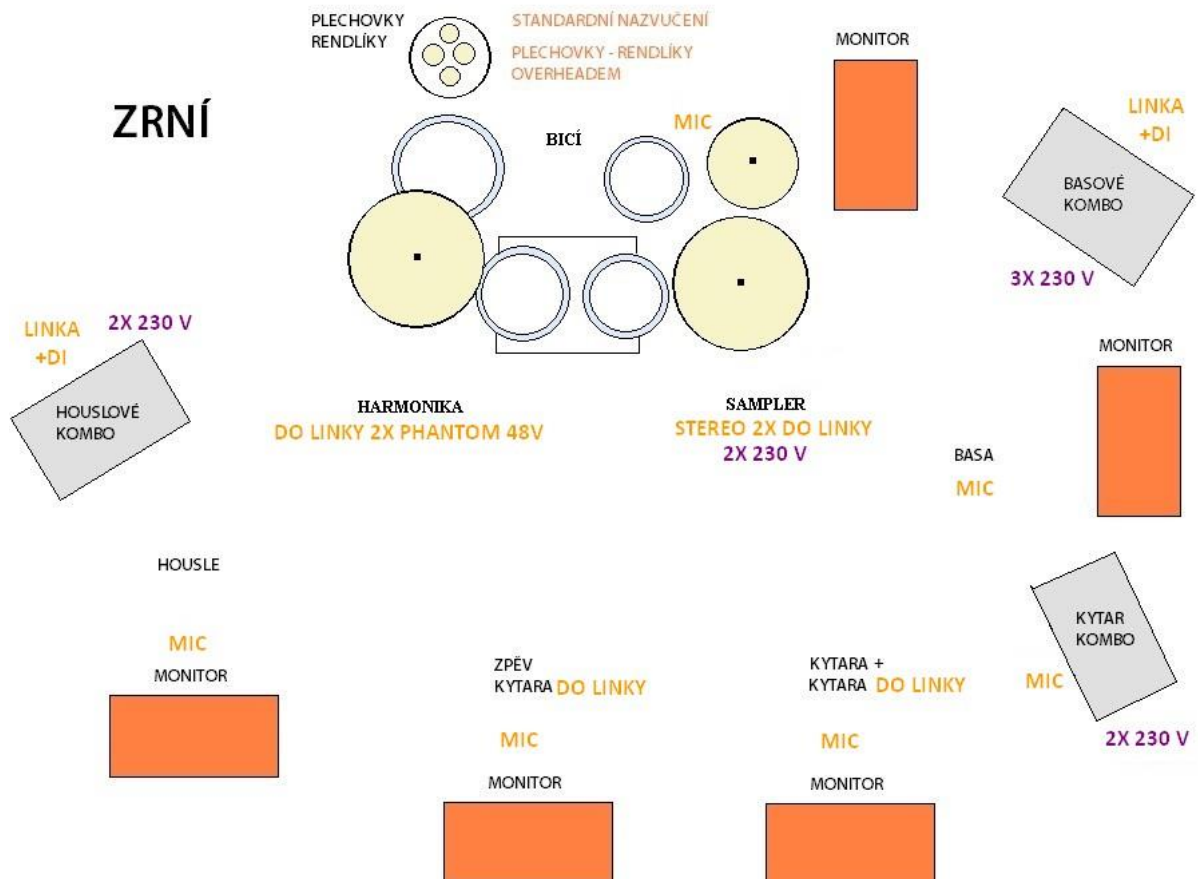 PLECHOVKY
RENDLÍKY
STANDARDNÍ NAZVUČENÍ
PLECHOVKY - RENDLÍKY
OVERHEADEM
MONITOR
ZRNÍ
BICÍ
MIC
LINKA
+DI
BASOVÉ
KOMBO
3X 230 V
LINKA
+DI
2X 230 V
HOUSLOVÉ
KOMBO
HARMONIKA
DO LINKY 2X PHANTOM 48V
SAMPLER
STEREO 2X DO LINKY
2X 230 V
MONITOR
BASA
MIC
HOUSLE
MIC
MONITOR
ZPĚV
KYTARA DO LINKY
MIC
MONITOR
KYTARA +
KYTARA DO LINKY
MIC
MONITOR
KYTAR
KOMBO
MIC
2X 230 V